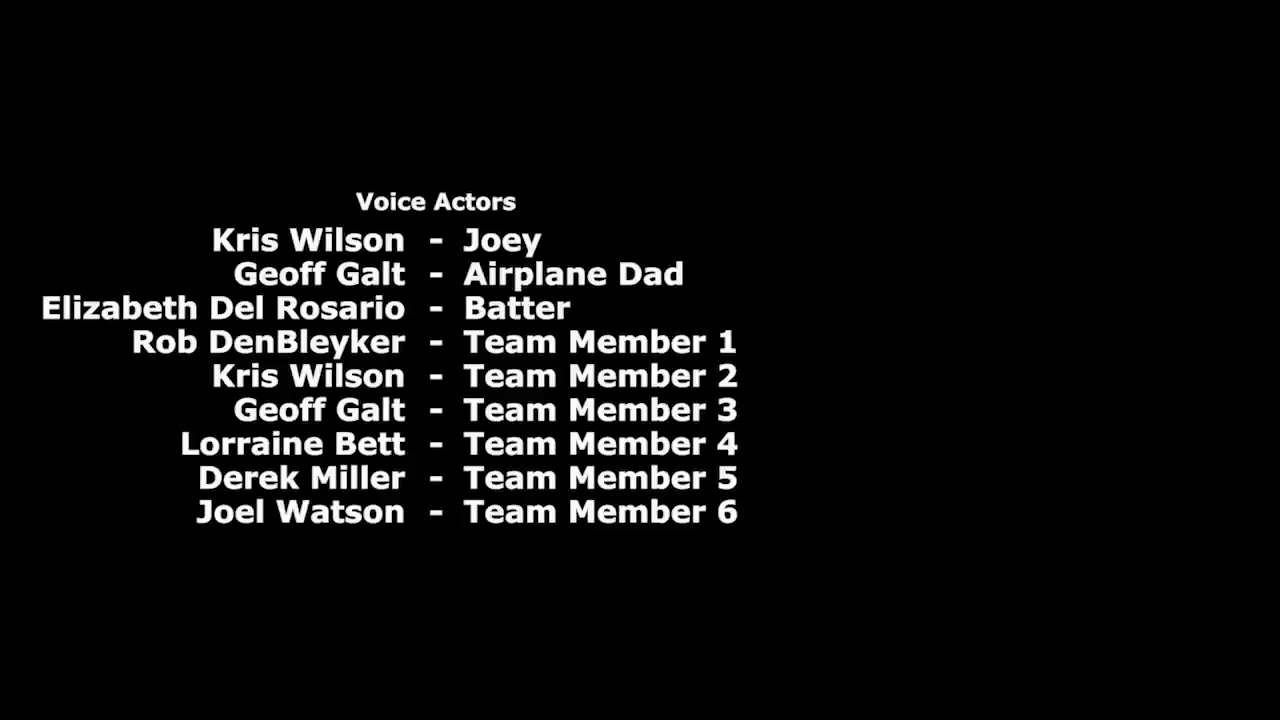 Voice Actors
Kris Wilson - Joey
Geoff Galt - Airplane Dad
Elizabeth Del Rosario - Batter
Rob DenBleyker - Team Member 1
Kris Wilson - Team Member 2
Geoff Galt - Team Member 3
Lorraine Bett - Team Member 4
Derek Miller - Team Member 5
Joel Watson - Team Member 6